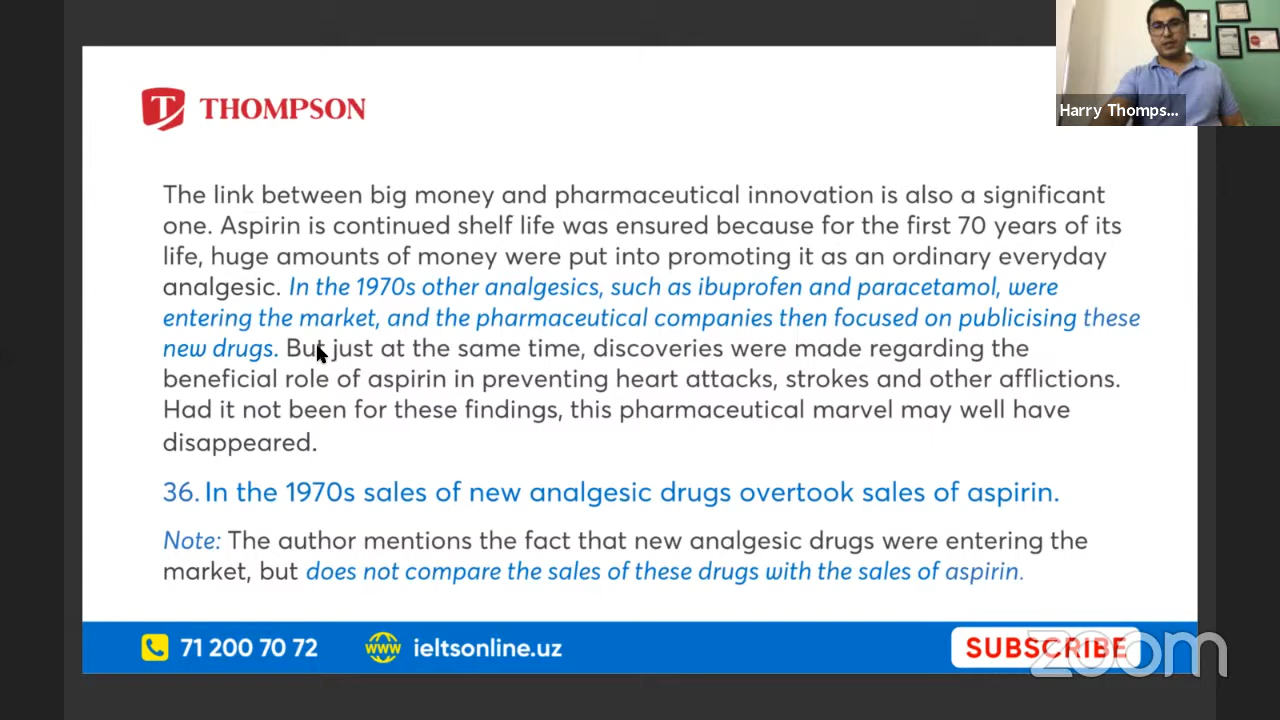 THOMPSON
Harry Thomps...
The link between big money and pharmaceutical innovation is also a significant
one. Aspirin is continued shelf life was ensured because for the first 70 years of its
life, huge amounts of money were put into promoting it as an ordinary everyday
analgesic. In the 1970s other analgesics, such as ibuprofen and paracetamol, were
entering the market, and the pharmaceutical companies then focused on publicising these
new drugs. But just at the same time, discoveries were made regarding the
beneficial role of aspirin in preventing heart attacks, strokes and other afflictions.
Had it not been for these findings, this pharmaceutical marvel may well have
disappeared.
36. In the 1970s sales of new analgesic drugs overtook sales of aspirin.
Note: The author mentions the fact that new analgesic drugs were entering the
market, but does not compare the sales of these drugs with the sales of aspirin.
71 200 70 72
www
ieltsonline.uz
SUBSCRIBE
zoom